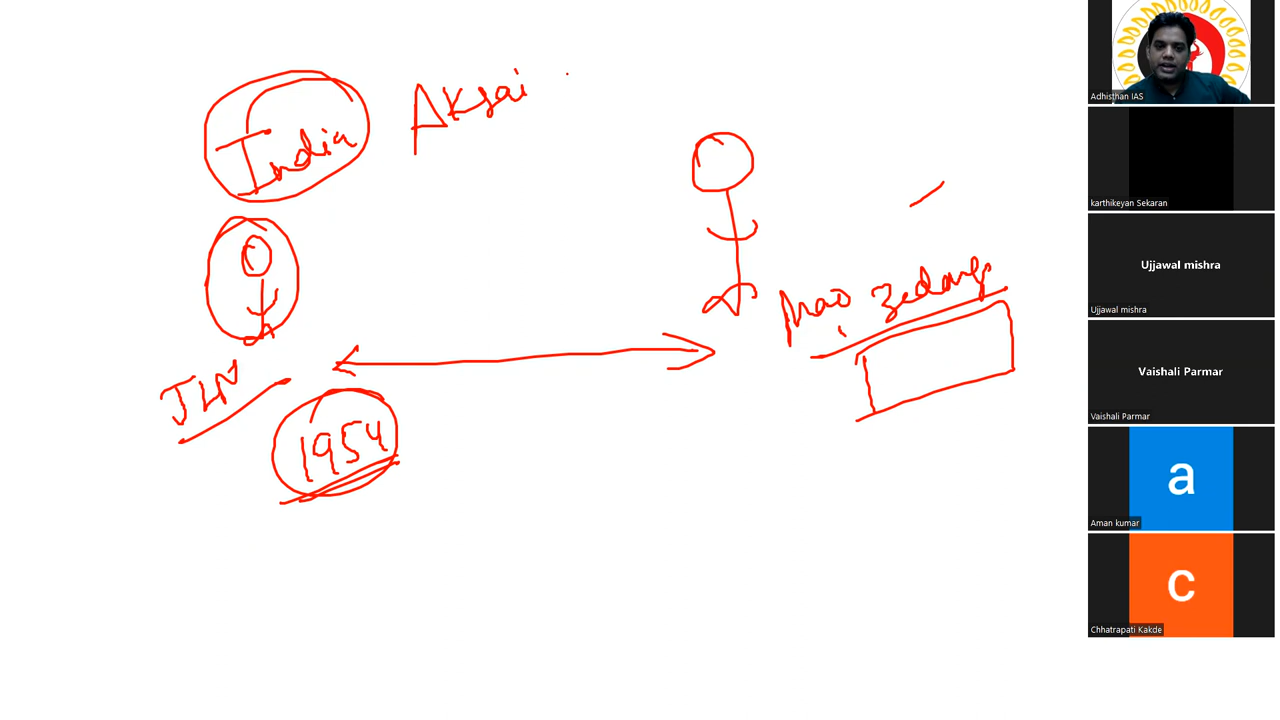 India
Aksai
JLN
1954
Mao Zedong
Adhisthan IAS
karthikeyan Sekaran
Ujjawal mishra
Ujjawal mishra
Vaishali Parmar
Vaishali Parmar
a
Aman kumar
c
Chhatrapati Kakde